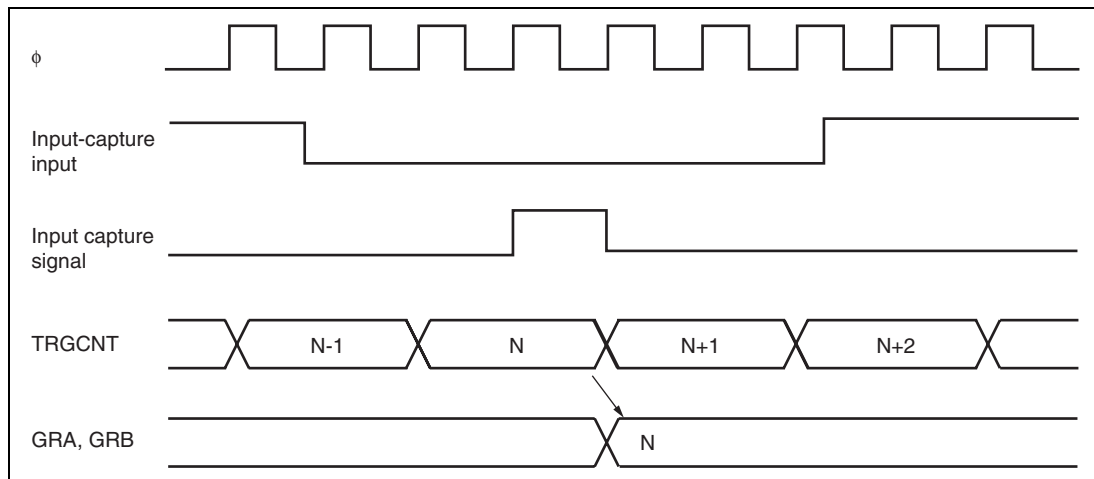 ϕ
Input-capture
input
Input capture
signal
TRGCNT
N-1
N
N+1
N+2
GRA, GRB
N